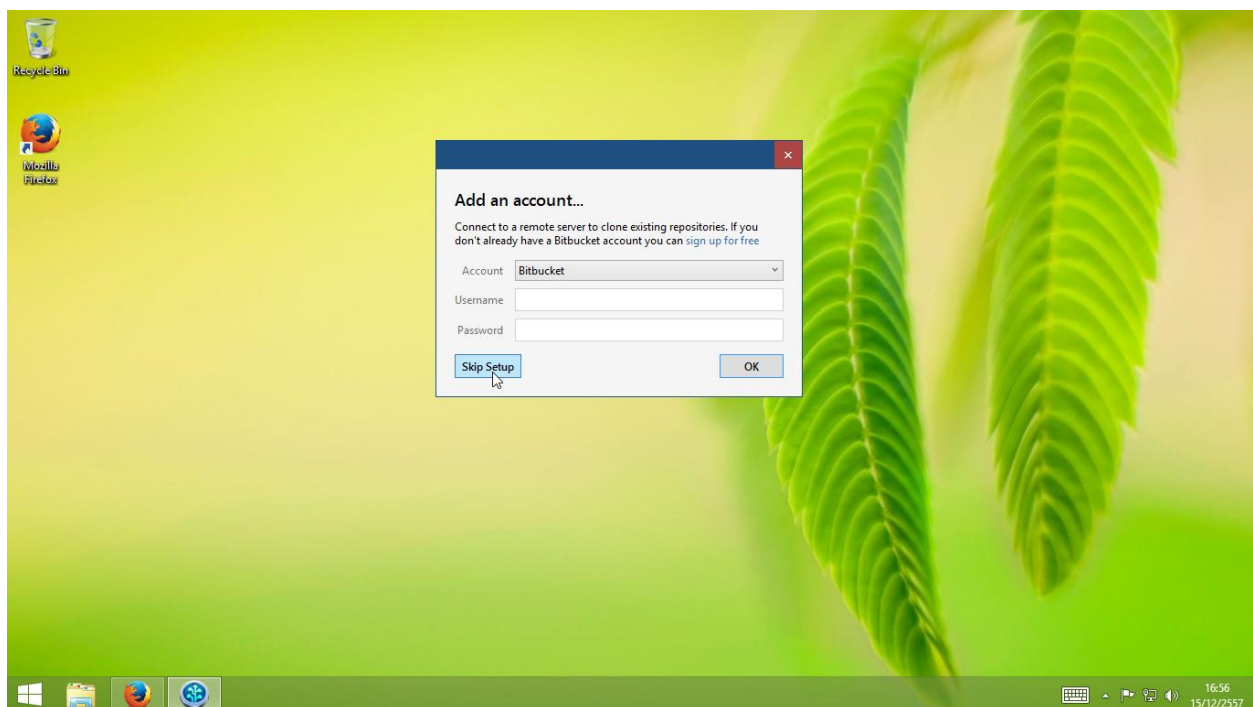 Recycle Bin
Mozilla
Firefox
Add an account...
Connect to a remote server to clone existing repositories. If you
don't already have a Bitbucket account you can sign up for free
Account Bitbucket
Username
Password
Skip Setup OK
16:56
15/12/2557